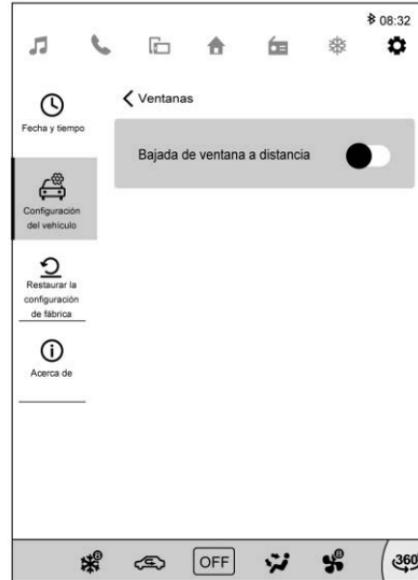 08:32
Fecha y tiempo
Ventanas
Bajada de ventana a distancia
Configuración
del vehículo
Restaurar la
configuración
de fábrica
Acerca de
OFF
360